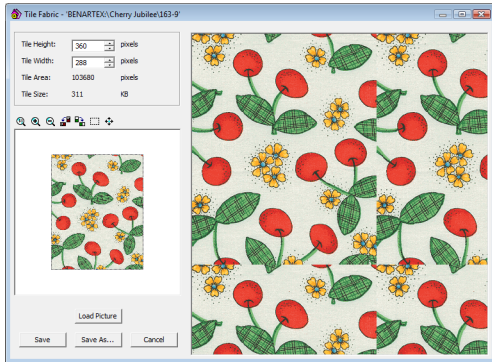 Tile Fabric - 'BENARTEX:\Cherry Jubilee\163-9'
Tile Height: 360 pixels
Tile Width: 288 pixels
Tile Area: 103680 pixels
Tile Size: 311 KB
Load Picture
Save Save As... Cancel